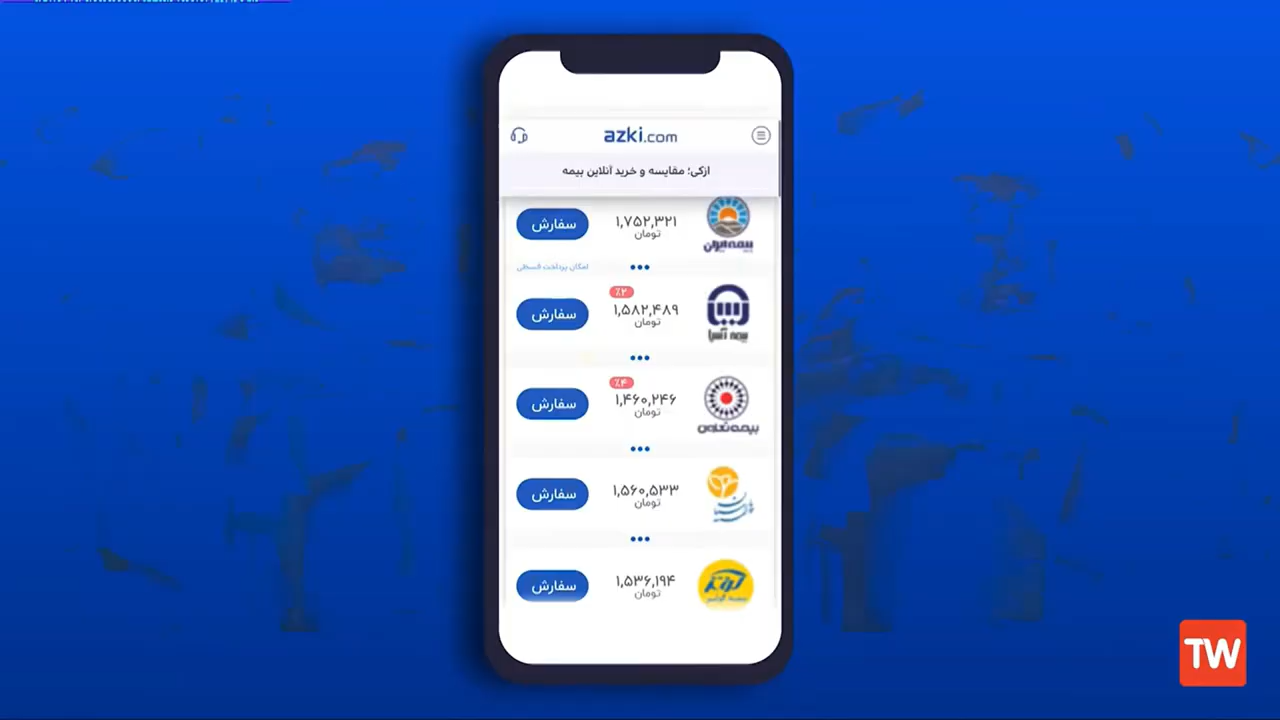 azki.com
ازکی؛ مقایسه و خرید آنلاین بیمه
بیمه ایران
۱,۷۵۲,۳۲۱
تومان
سفارش
امکان پرداخت قسطی
بیمه آسیا
٪۲
۱,۵۸۲,۴۸۹
تومان
سفارش
بیمه تعاون
٪۴
۱,۴۶۰,۲۴۶
تومان
سفارش
۱,۵۶۰,۵۳۳
تومان
سفارش
۱,۵۳۶,۱۹۴
تومان
سفارش
TW